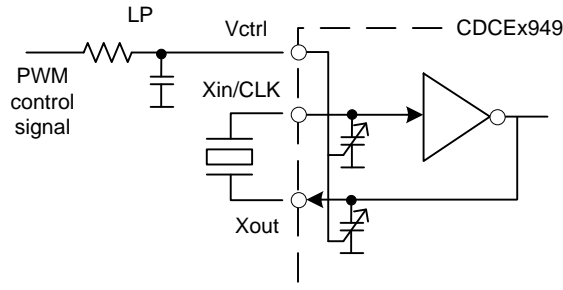 LP
Vctrl
CDCEx949
PWM
control
signal
Xin/CLK
Xout